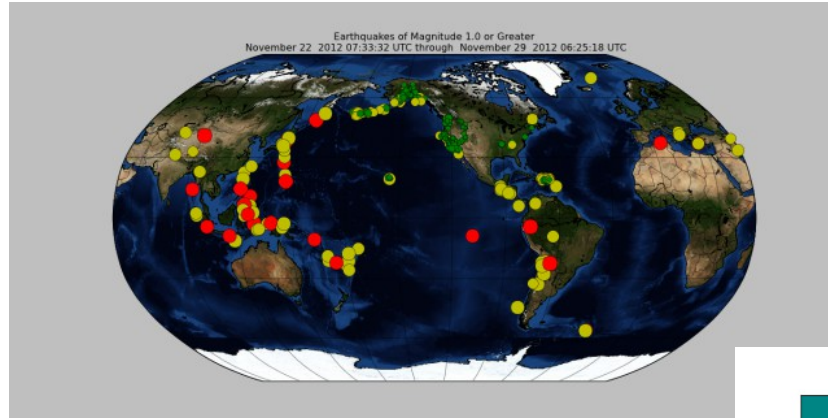 Earthquakes of Magnitude 1.0 or Greater
November 22 2012 07:33:32 UTC through November 29 2012 06:25:18 UTC